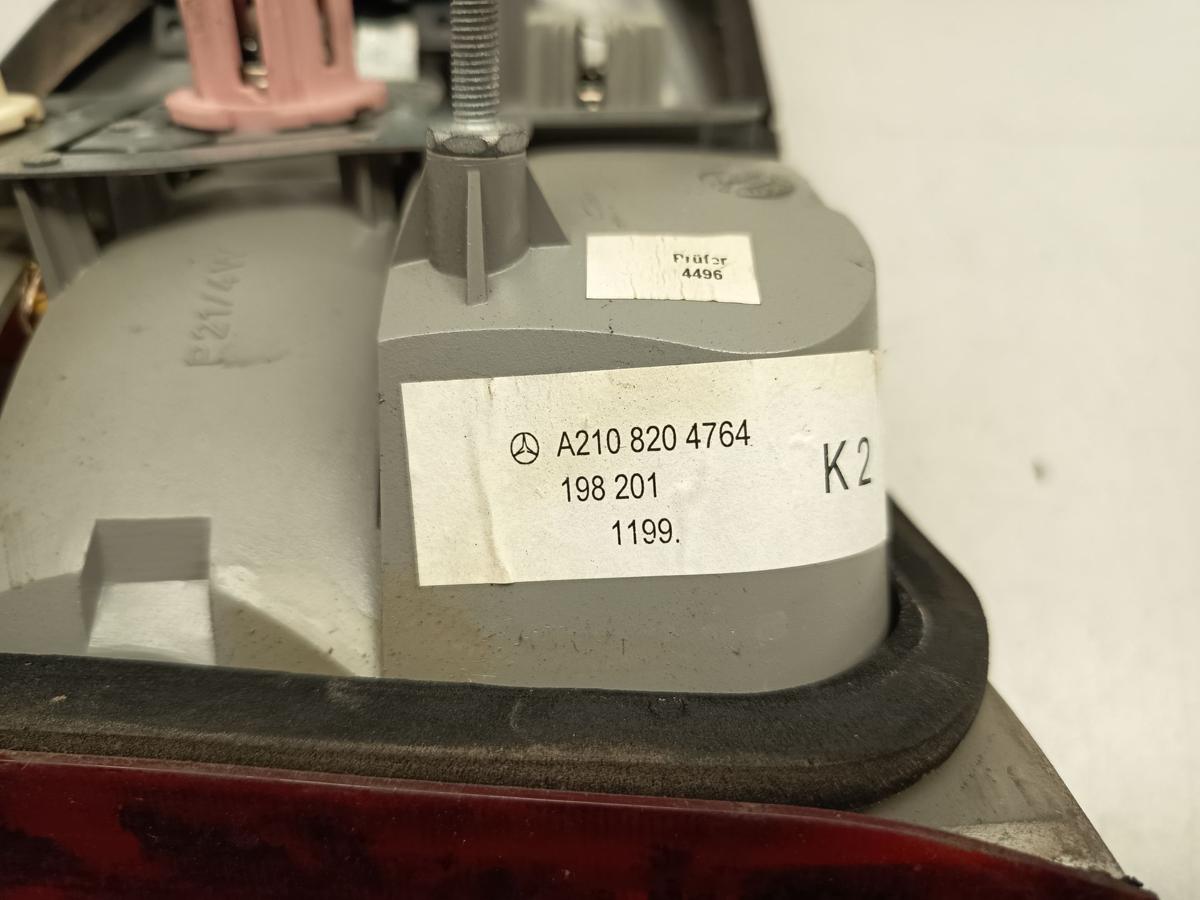 P21/4W
Prüfer
4496
A210 820 4764
198 201
1199.
K2